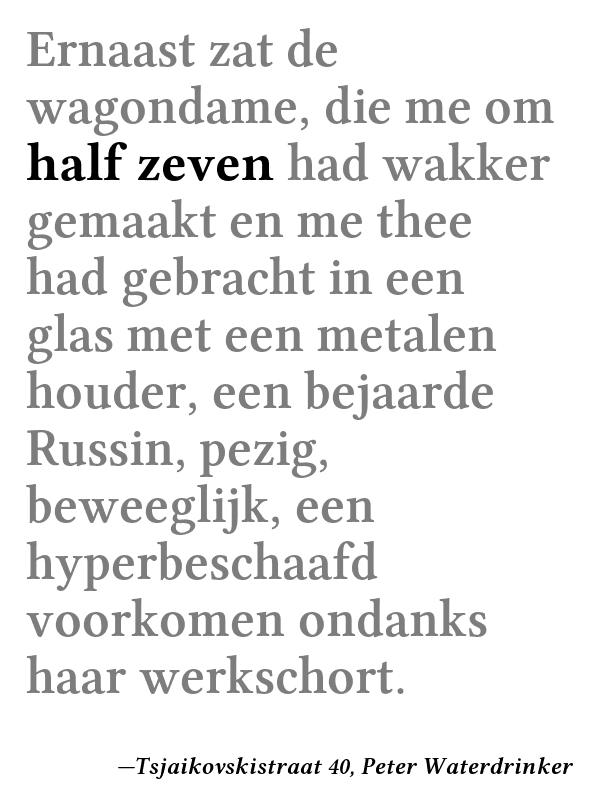 Ernaast zat de
wagondame, die me om
half zeven had wakker
gemaakt en me thee
had gebracht in een
glas met een metalen
houder, een bejaarde
Russin, pezig,
beweeglijk, een
hyperbeschaafd
voorkomen ondanks
haar werkschort.
—Tsjaikovskistraat 40, Peter Waterdrinker